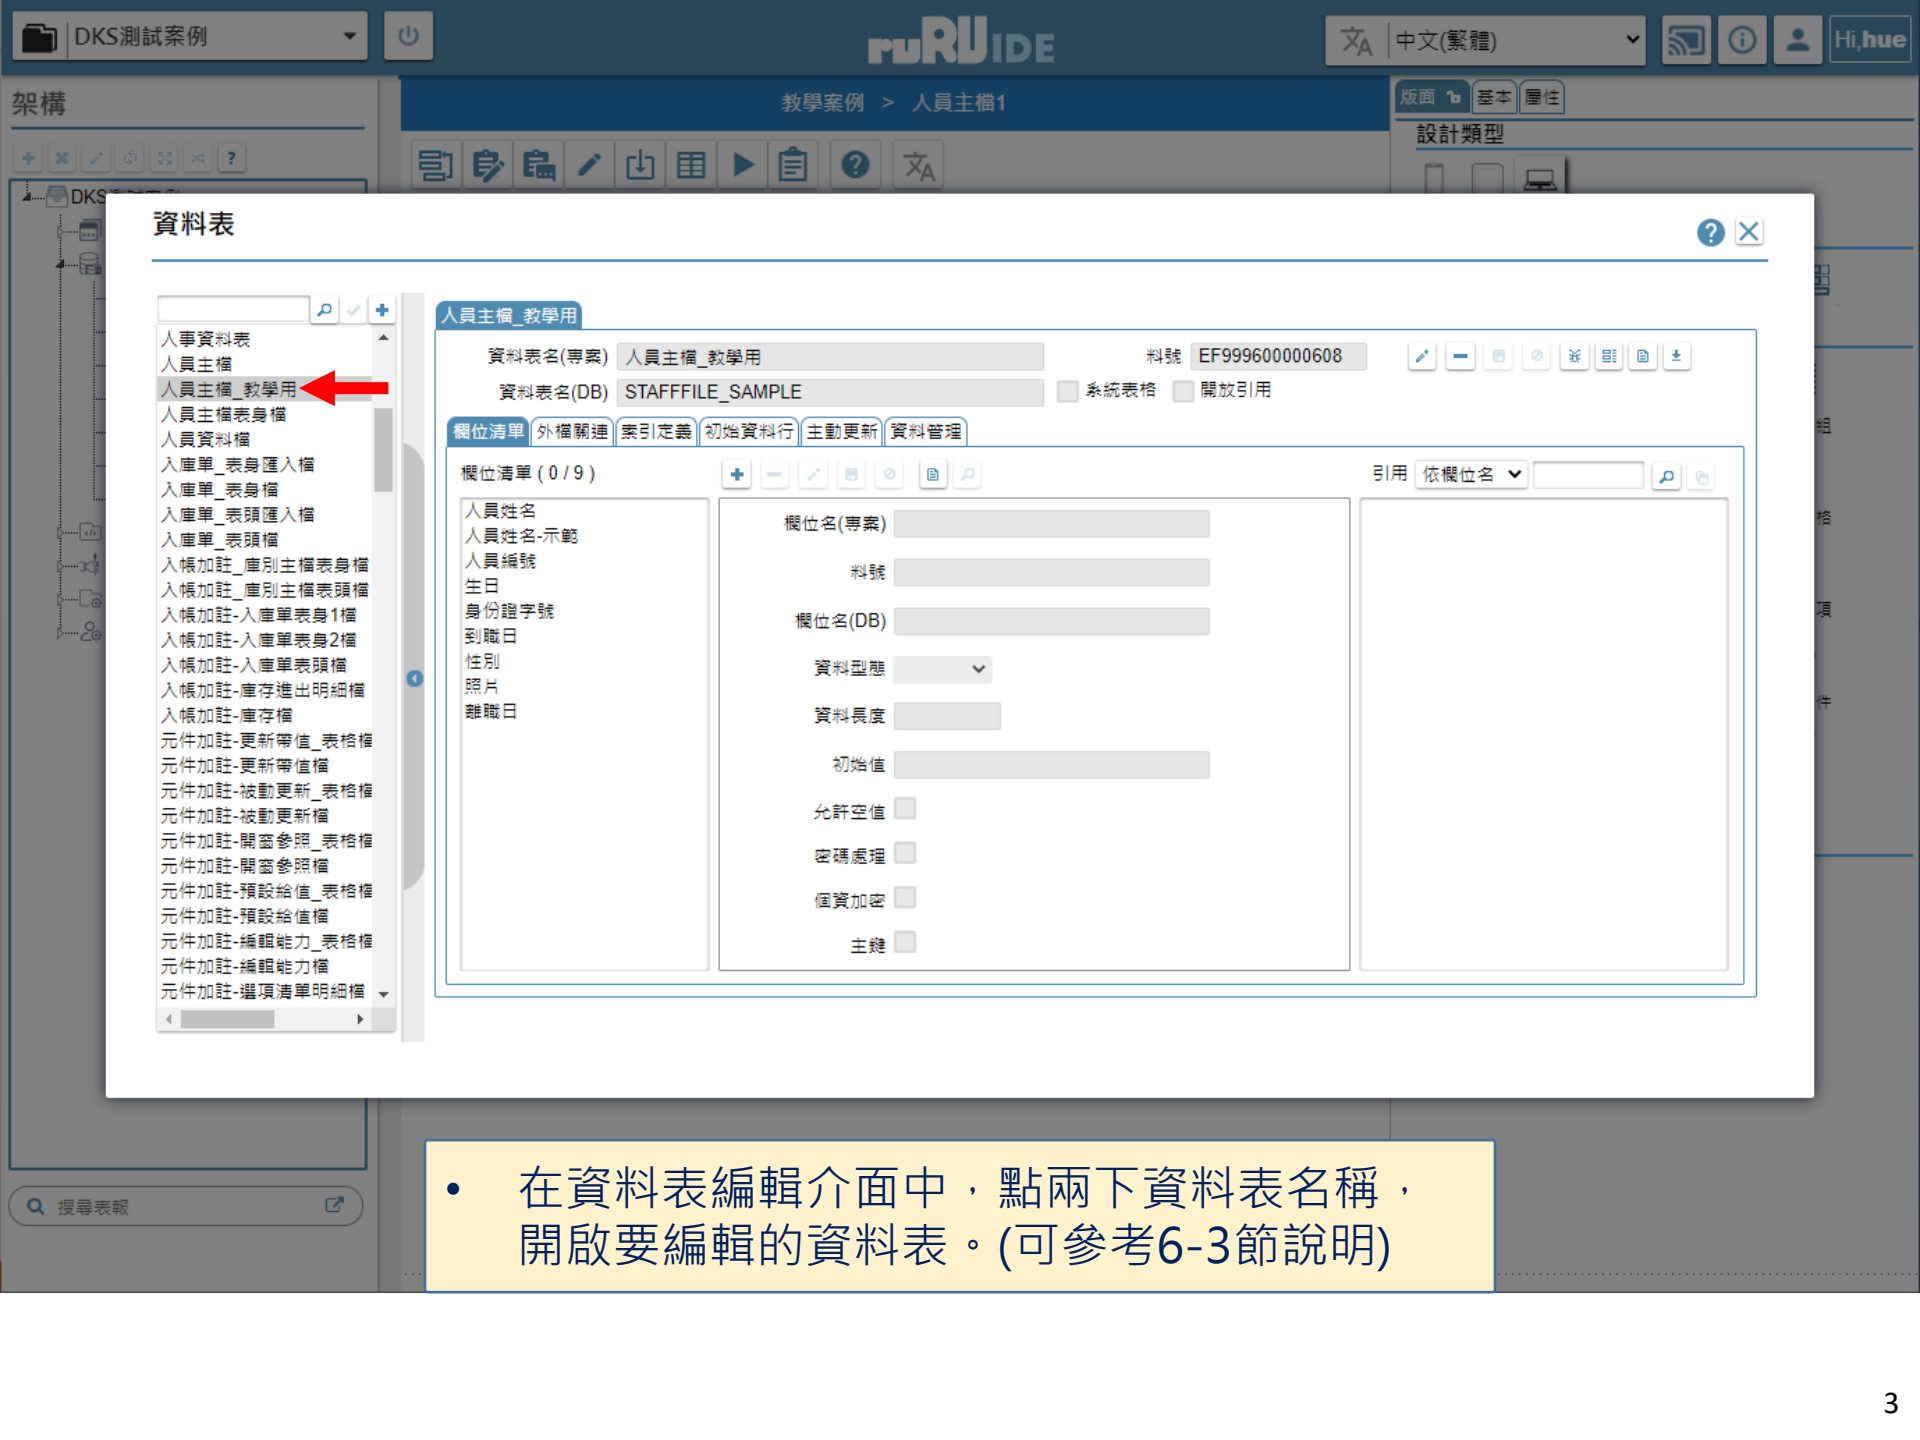 DKS測試案例
ruRUIDE
中文(繁體)
Hi,hue
架構
教學案例 > 人員主檔1
版面
基本
屬性
設計類型
DKS
資料表
人事資料表
人員主檔
人員主檔_教學用
人員主檔表身檔
人員資料檔
入庫單_表身匯入檔
入庫單_表身檔
入庫單_表頭匯入檔
入庫單_表頭檔
入帳加註_庫別主檔表身檔
入帳加註_庫別主檔表頭檔
入帳加註-入庫單表身1檔
入帳加註-入庫單表身2檔
入帳加註-入庫單表頭檔
入帳加註-庫存進出明細檔
入帳加註-庫存檔
元件加註-更新帶值_表格檔
元件加註-更新帶值檔
元件加註-被動更新_表格檔
元件加註-被動更新檔
元件加註-開窗參照_表格檔
元件加註-開窗參照檔
元件加註-預設給值_表格檔
元件加註-預設給值檔
元件加註-編輯能力_表格檔
元件加註-編輯能力檔
元件加註-選項清單明細檔
人員主檔_教學用
資料表名(專案) 人員主檔_教學用 料號 EF999600000608
資料表名(DB) STAFFFILE_SAMPLE 系統表格 開放引用
欄位清單 外檔關連 索引定義 初始資料行 主動更新 資料管理
欄位清單 ( 0 / 9 )
引用 依欄位名
人員姓名
人員姓名-示範
人員編號
生日
身份證字號
到職日
性別
照片
離職日
欄位名(專案)
料號
欄位名(DB)
資料型態
資料長度
初始值
允許空值
密碼處理
個資加密
主鍵
組
格
項
件
搜尋表報
• 在資料表編輯介面中，點兩下資料表名稱，
開啟要編輯的資料表。(可參考6-3節說明)
3